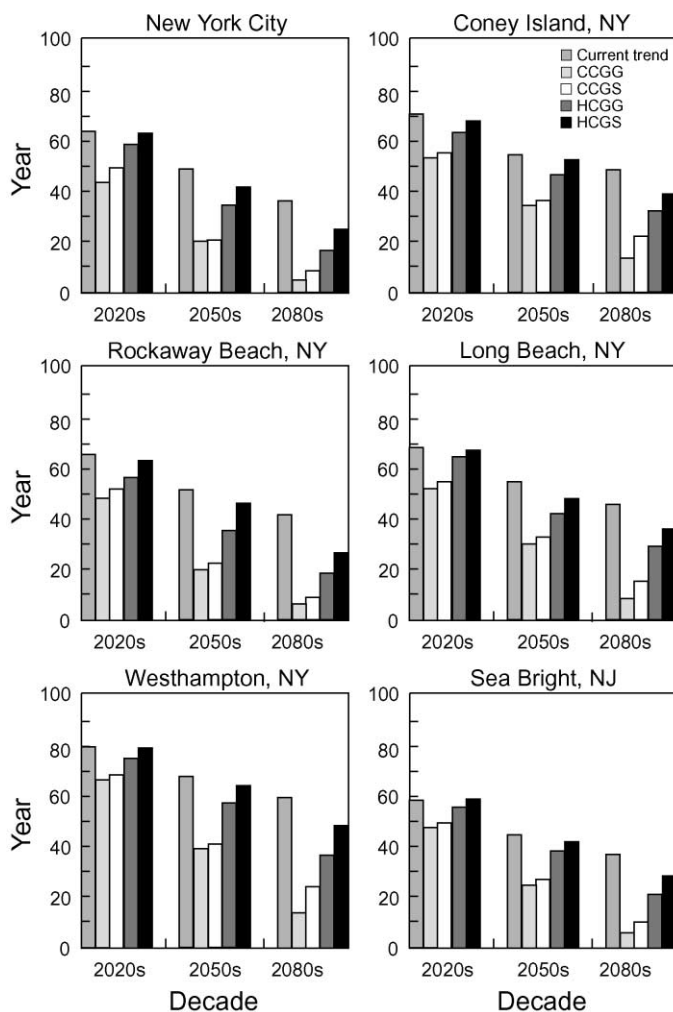 New York City
Coney Island, NY
100
80
60
40
20
0
Year
2020s
2050s
2080s
100
80
60
40
20
0
Current trend
CCGG
CCGS
HCGG
HCGS
2020s
2050s
2080s
Rockaway Beach, NY
Long Beach, NY
100
80
60
40
20
0
Year
2020s
2050s
2080s
100
80
60
40
20
0
2020s
2050s
2080s
Westhampton, NY
Sea Bright, NJ
100
80
60
40
20
0
Year
2020s
2050s
2080s
Decade
100
80
60
40
20
0
2020s
2050s
2080s
Decade